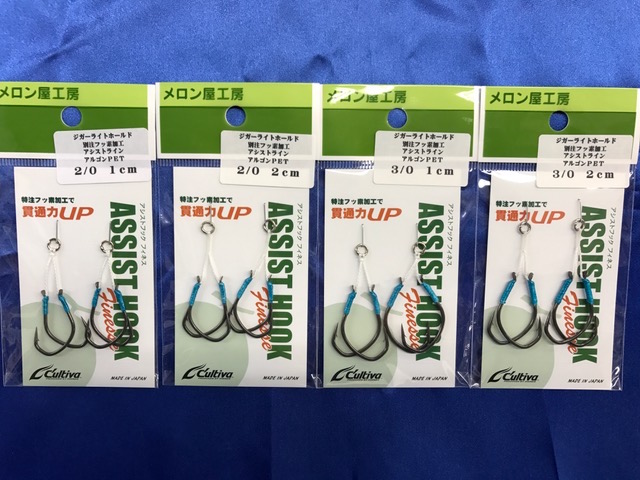 メロン屋工房
ジガーライトホールド
別注フッ素加工
アシストライン
アルゴンPET
2/0 1cm
特注フッ素加工で
貫通力UP
ASSIST HOOK
Finesse
アシストフック フィネス
Cultiva
MADE IN JAPAN
メロン屋工房
ジガーライトホールド
別注フッ素加工
アシストライン
アルゴンPET
2/0 2cm
特注フッ素加工で
貫通力UP
ASSIST HOOK
Finesse
アシストフック フィネス
Cultiva
MADE IN JAPAN
メロン屋工房
ジガーライトホールド
別注フッ素加工
アシストライン
アルゴンPET
3/0 1cm
特注フッ素加工で
貫通力UP
ASSIST HOOK
Finesse
アシストフック フィネス
Cultiva
MADE IN JAPAN
メロン屋工房
ジガーライトホールド
別注フッ素加工
アシストライン
アルゴンPET
3/0 2cm
特注フッ素加工で
貫通力UP
ASSIST HOOK
Finesse
アシストフック フィネス
Cultiva
MADE IN JAPAN